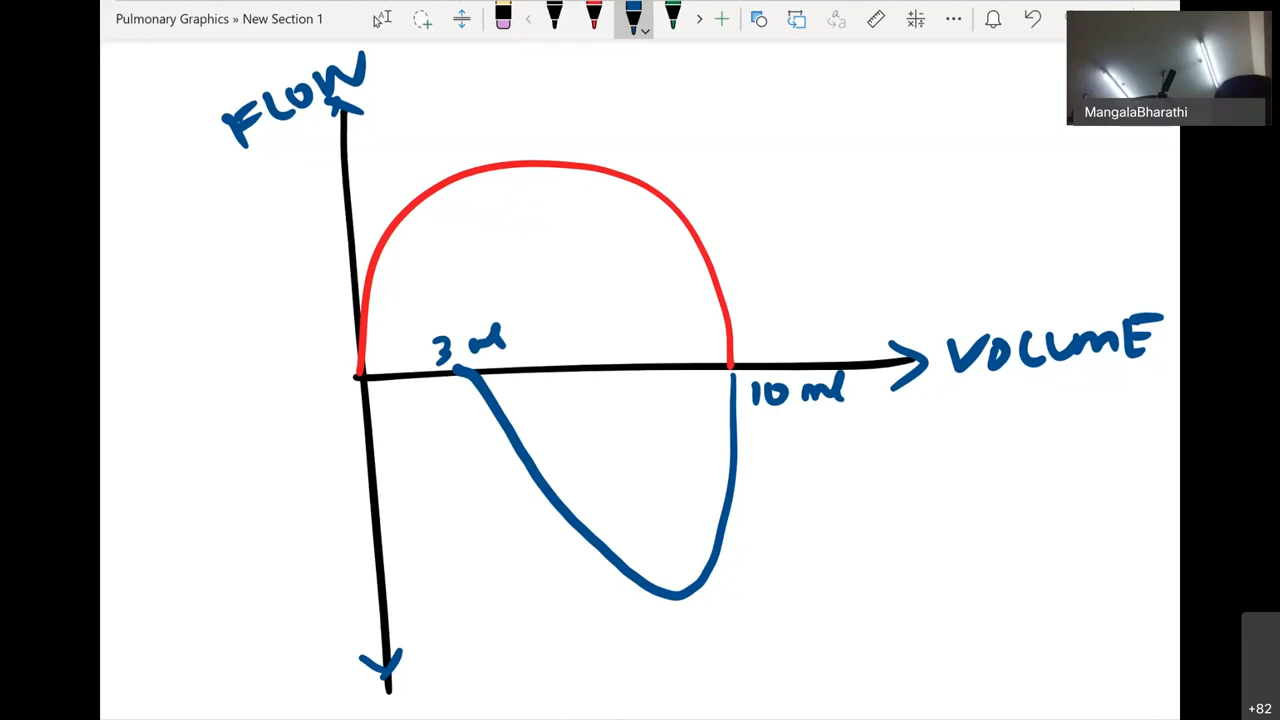 Pulmonary Graphics » New Section 1
MangalaBharathi
FLOW
3 ml
VOLUME
10 ml
+82